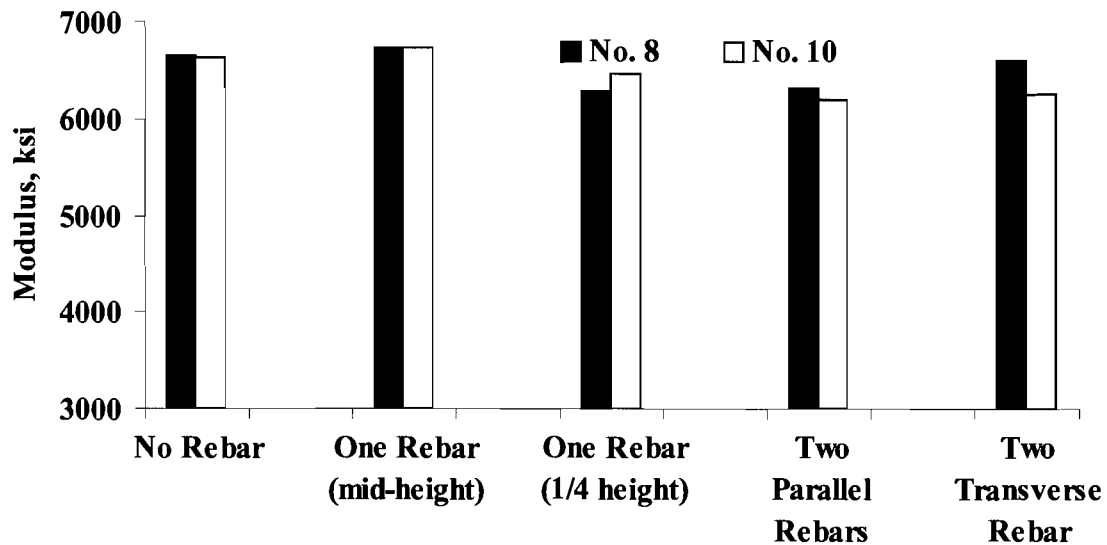 7000
6000
5000
4000
3000
Modulus, ksi
No. 8
No. 10
No Rebar
One Rebar
(mid-height)
One Rebar
(1/4 height)
Two
Parallel
Rebars
Two
Transverse
Rebar